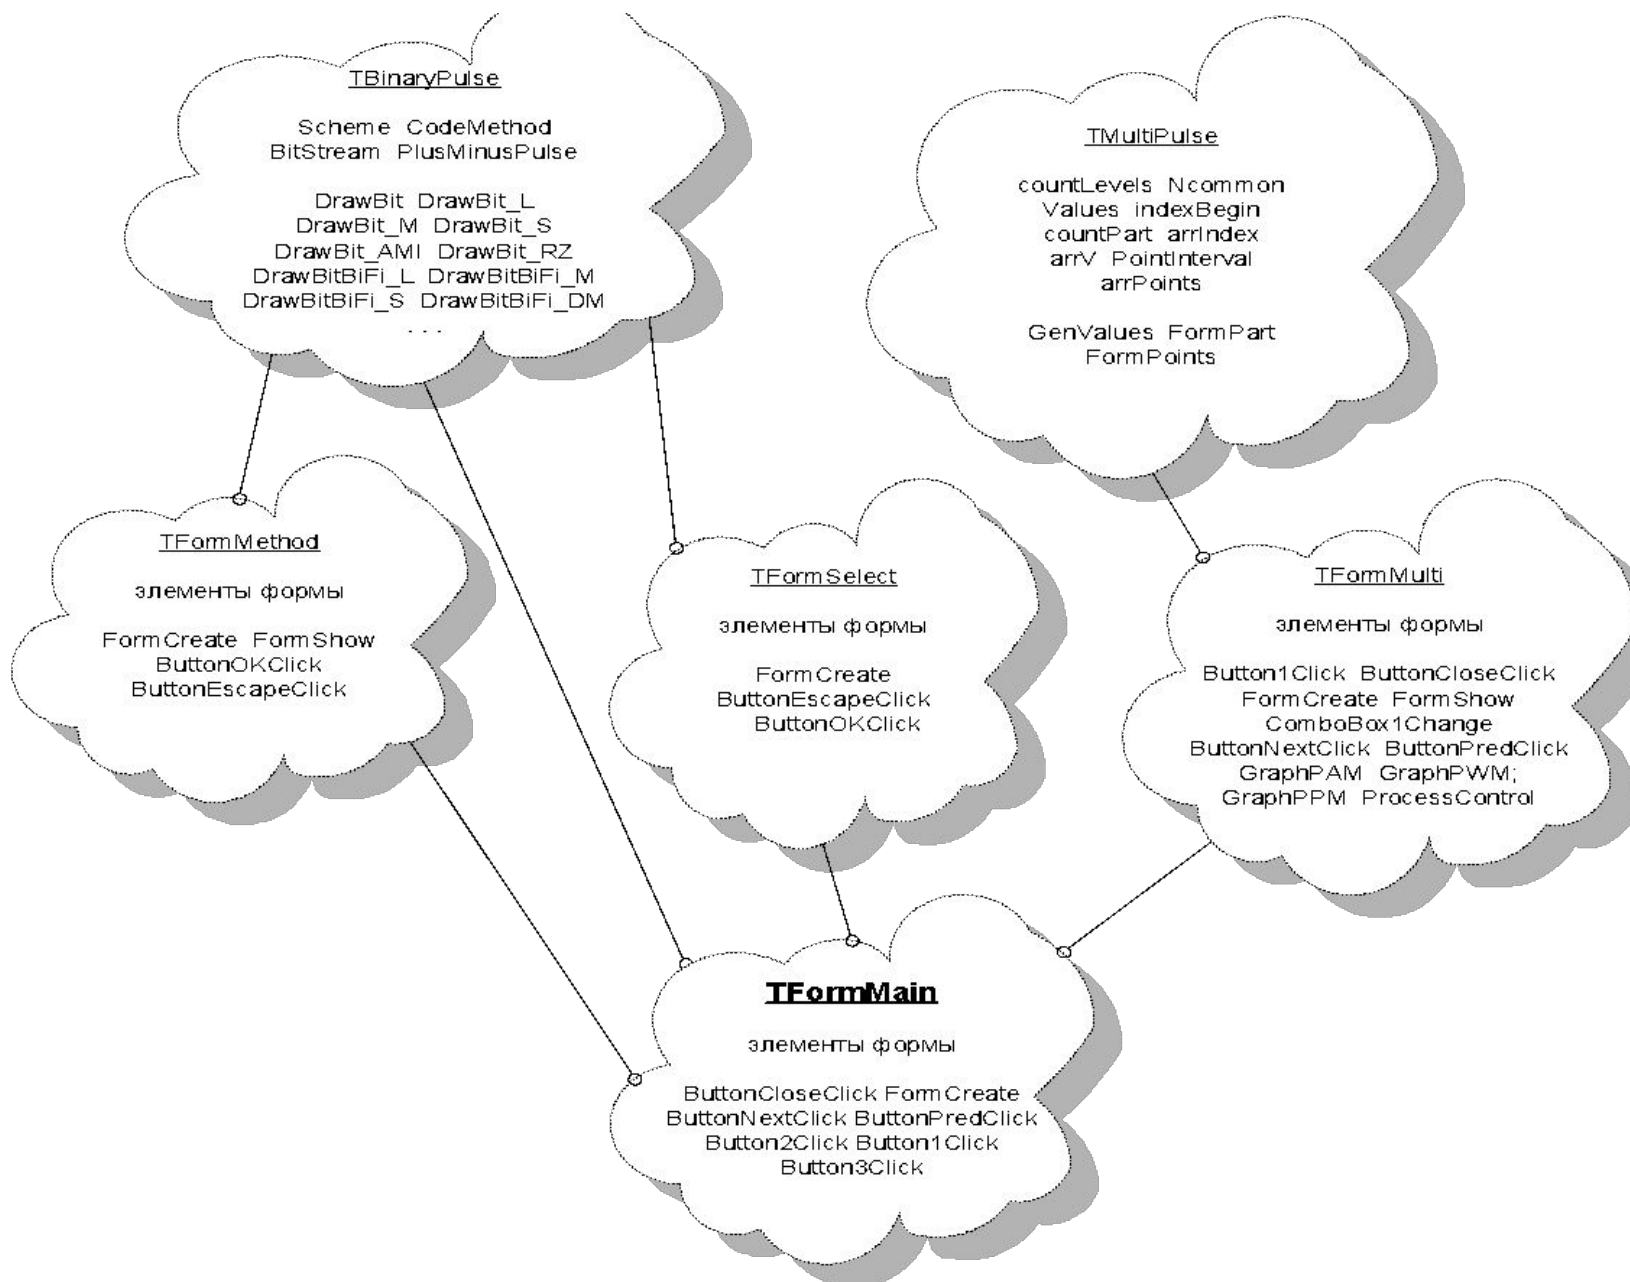 TBinaryPulse
Scheme CodeMethod
BitStream PlusMinusPulse
DrawBit DrawBit_L
DrawBit_M DrawBit_S
DrawBit_AMI DrawBit_RZ
DrawBitBiFi_L DrawBitBiFi_M
DrawBitBiFi_S DrawBitBiFi_DM
. . .
TMultiPulse
countLevels Ncommon
Values indexBegin
countPart arrIndex
arrV PointInterval
arrPoints
GenValues FormPart
FormPoints
TFormMethod
элементы формы
FormCreate FormShow
ButtonOKClick
ButtonEscapeClick
TFormSelect
элементы формы
FormCreate
ButtonEscapeClick
ButtonOKClick
TFormMulti
элементы формы
Button1Click ButtonCloseClick
FormCreate FormShow
ComboBox1Change
ButtonNextClick ButtonPredClick
GraphPAM GraphPWM;
GraphPPM ProcessControl
TFormMain
элементы формы
ButtonCloseClick FormCreate
ButtonNextClick ButtonPredClick
Button2Click Button1Click
Button3Click